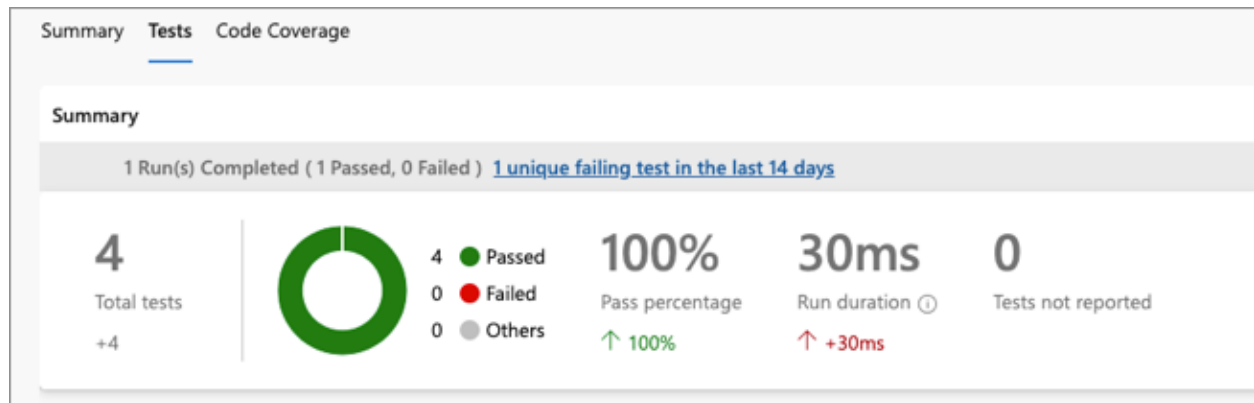 Summary Tests Code Coverage
Summary
1 Run(s) Completed ( 1 Passed, 0 Failed ) 1 unique failing test in the last 14 days
4
Total tests
+4
4 Passed
0 Failed
0 Others
100%
Pass percentage
↑ 100%
30ms
Run duration
↑ +30ms
0
Tests not reported